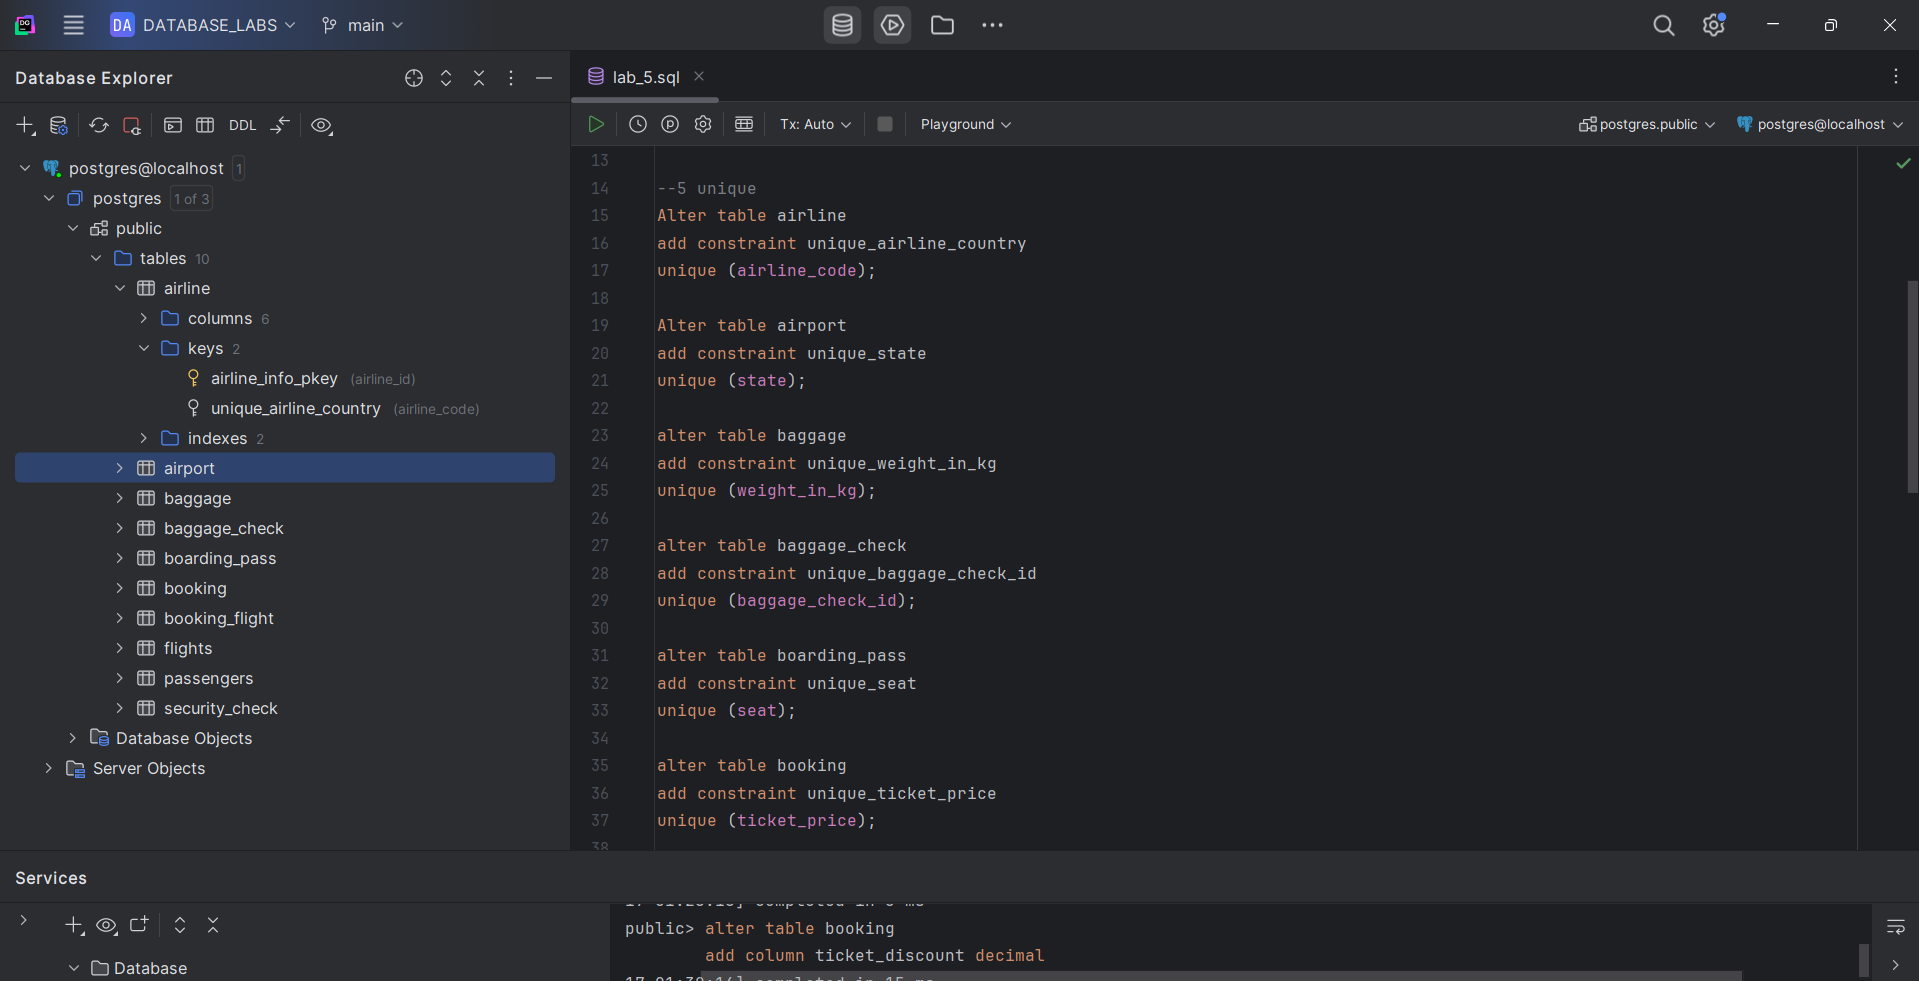 DG
DA DATABASE_LABS
main
Database Explorer
DDL
postgres@localhost 1
postgres 1 of 3
public
tables 10
airline
columns 6
keys 2
airline_info_pkey (airline_id)
unique_airline_country (airline_code)
indexes 2
airport
baggage
baggage_check
boarding_pass
booking
booking_flight
flights
passengers
security_check
Database Objects
Server Objects
lab_5.sql
Tx: Auto
Playground
postgres.public
postgres@localhost
13
14 --5 unique
15 Alter table airline
16 add constraint unique_airline_country
17 unique (airline_code);
18
19 Alter table airport
20 add constraint unique_state
21 unique (state);
22
23 alter table baggage
24 add constraint unique_weight_in_kg
25 unique (weight_in_kg);
26
27 alter table baggage_check
28 add constraint unique_baggage_check_id
29 unique (baggage_check_id);
30
31 alter table boarding_pass
32 add constraint unique_seat
33 unique (seat);
34
35 alter table booking
36 add constraint unique_ticket_price
37 unique (ticket_price);
38
Services
Database
public> alter table booking
add column ticket_discount decimal